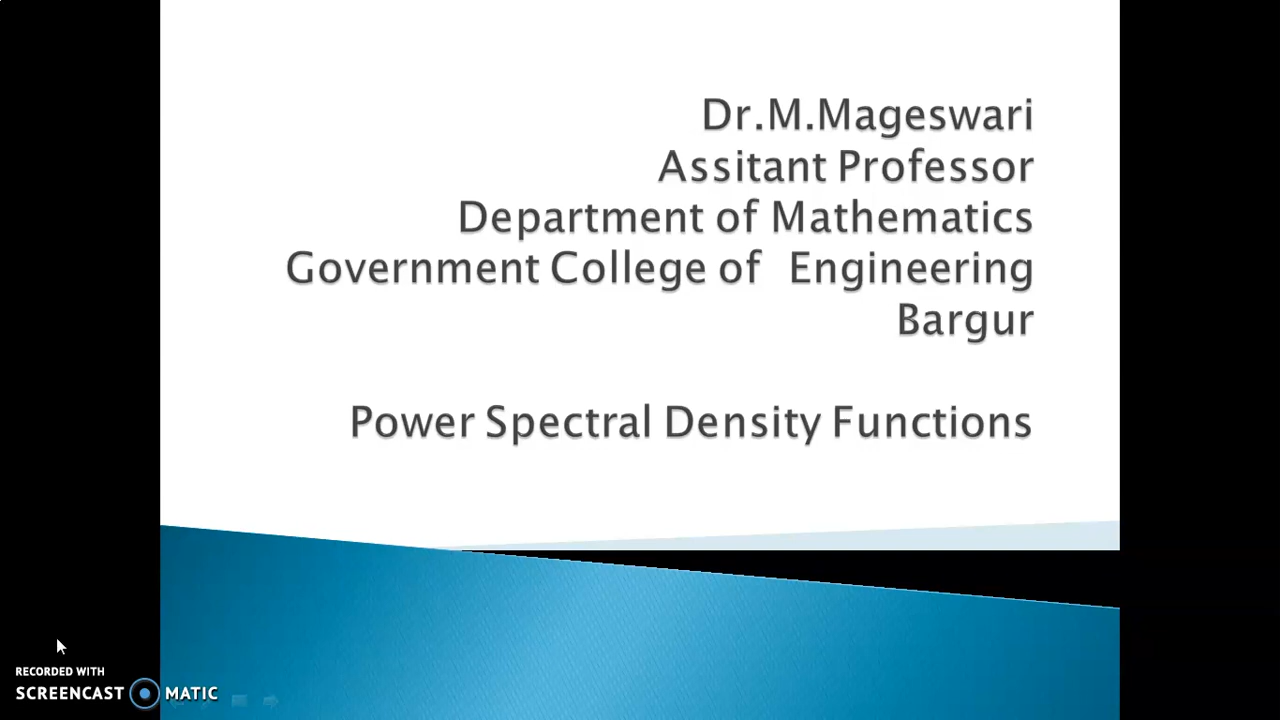 Dr.M.Mageswari
Assitant Professor
Department of Mathematics
Government College of Engineering
Bargur
Power Spectral Density Functions
RECORDED WITH
SCREENCAST MATIC